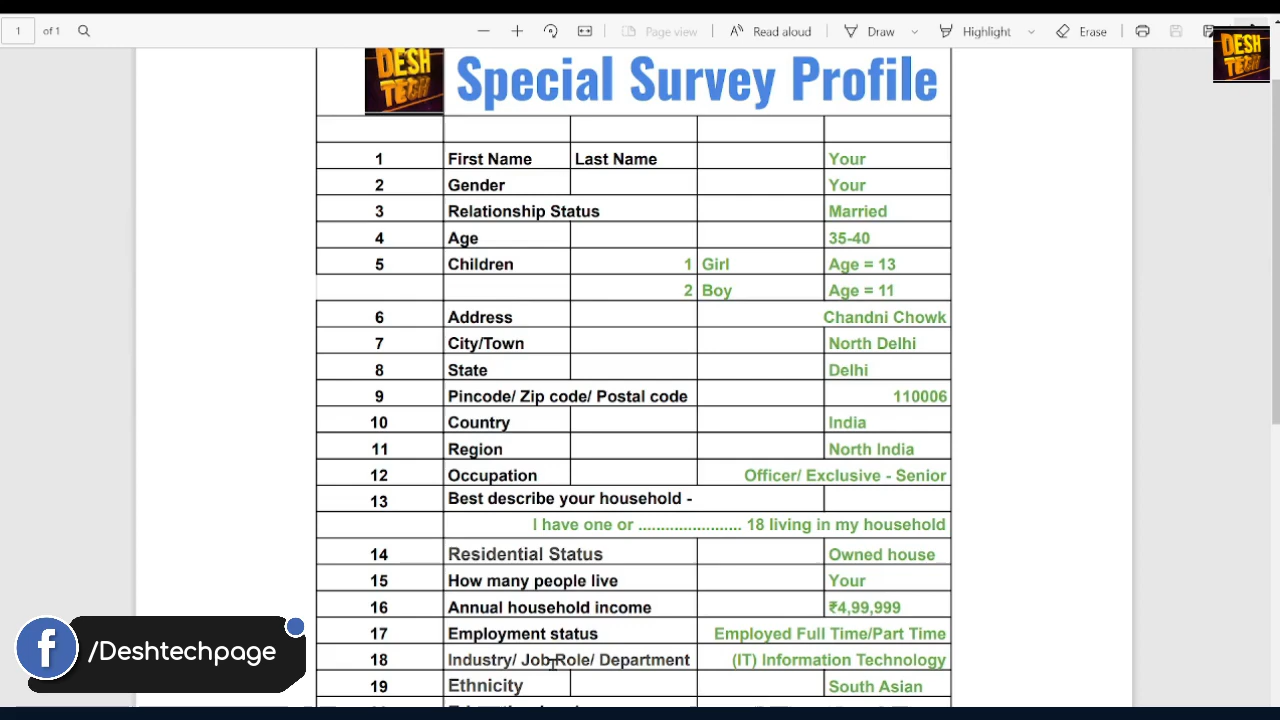 1 of 1 Page view Read aloud Draw Highlight Erase
DESH TECH
DESH TECH
Special Survey Profile
1 First Name Last Name Your
2 Gender Your
3 Relationship Status Married
4 Age 35-40
5 Children 1 Girl Age = 13
2 Boy Age = 11
6 Address Chandni Chowk
7 City/Town North Delhi
8 State Delhi
9 Pincode/ Zip code/ Postal code 110006
10 Country India
11 Region North India
12 Occupation Officer/ Exclusive - Senior
13 Best describe your household -
I have one or ....................... 18 living in my household
14 Residential Status Owned house
15 How many people live Your
16 Annual household income ₹4,99,999
17 Employment status Employed Full Time/Part Time
18 Industry/ Job Role/ Department (IT) Information Technology
19 Ethnicity South Asian
f /Deshtechpage